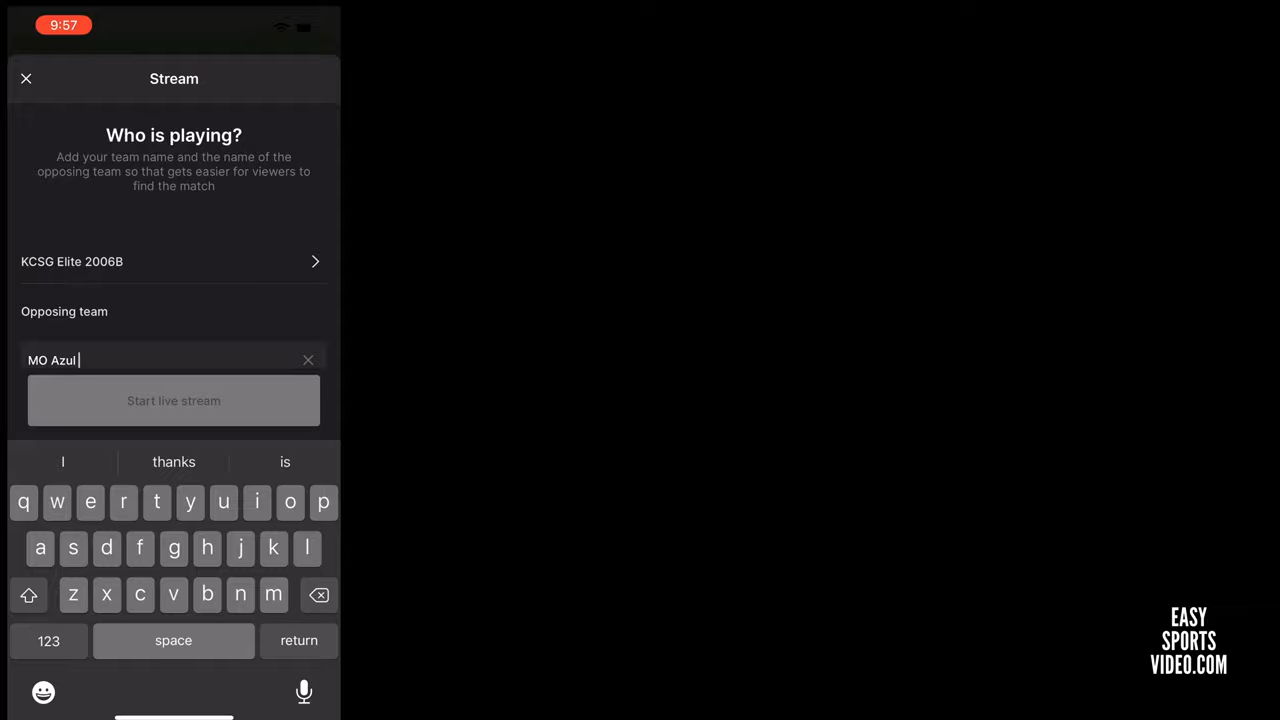 9:57
Stream
Who is playing?
Add your team name and the name of the
opposing team so that gets easier for viewers to
find the match
KCSG Elite 2006B
Opposing team
MO Azul
Start live stream
I thanks is
q w e r t y u i o p
a s d f g h j k l
z x c v b n m
123 space return
EASY
SPORTS
VIDEO.COM